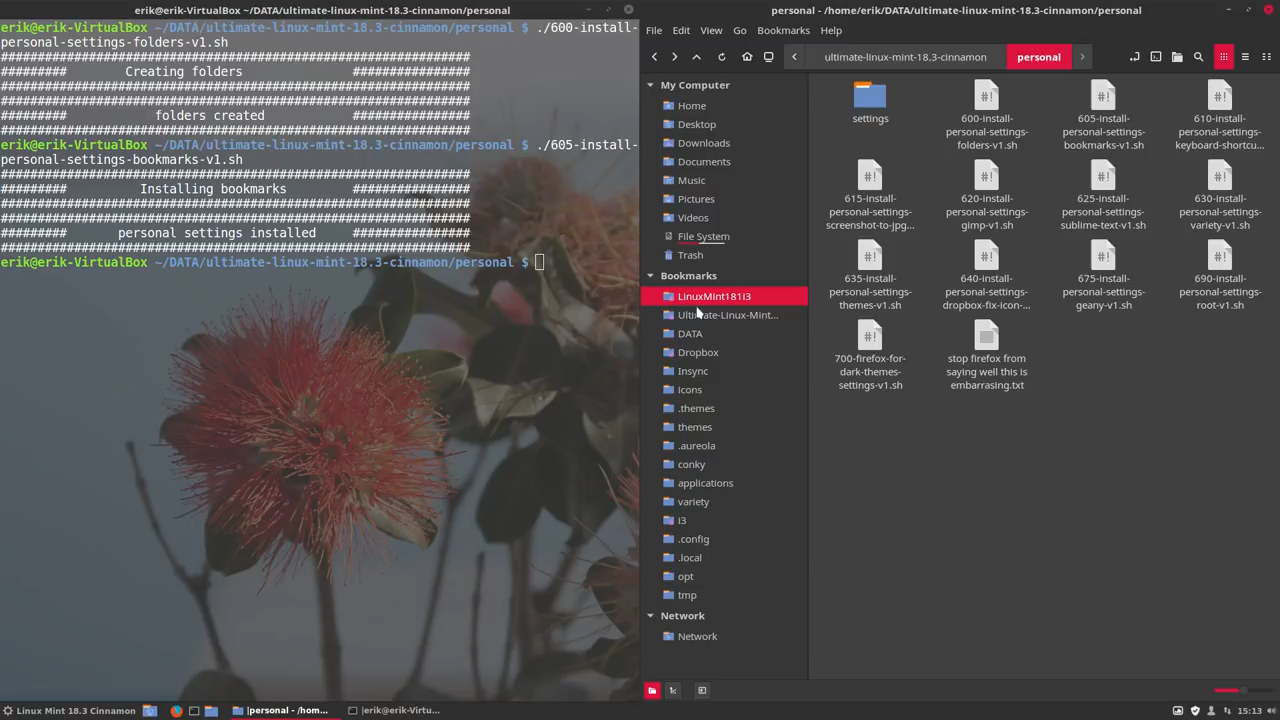 erik@erik-VirtualBox ~/DATA/ultimate-linux-mint-18.3-cinnamon/personal
erik@erik-VirtualBox ~/DATA/ultimate-linux-mint-18.3-cinnamon/personal $ ./600-install-
personal-settings-folders-v1.sh
##################################################################
######### Creating folders ################
##################################################################
##################################################################
######### folders created ################
##################################################################
erik@erik-VirtualBox ~/DATA/ultimate-linux-mint-18.3-cinnamon/personal $ ./605-install-
personal-settings-bookmarks-v1.sh
##################################################################
######### Installing bookmarks ################
##################################################################
##################################################################
######### personal settings installed ################
##################################################################
erik@erik-VirtualBox ~/DATA/ultimate-linux-mint-18.3-cinnamon/personal $
personal - /home/erik/DATA/ultimate-linux-mint-18.3-cinnamon/personal
File Edit View Go Bookmarks Help
ultimate-linux-mint-18.3-cinnamon personal
My Computer
Home
Desktop
Downloads
Documents
Music
Pictures
Videos
File System
Trash
Bookmarks
LinuxMint181i3
Ultimate-Linux-Mint...
DATA
Dropbox
Insync
icons
.themes
themes
.aureola
conky
applications
variety
i3
.config
.local
opt
tmp
Network
Network
settings
600-install-
personal-settings-
folders-v1.sh
605-install-
personal-settings-
bookmarks-v1.sh
610-install-
personal-settings-
keyboard-shortcu...
615-install-
personal-settings-
screenshot-to-jpg...
620-install-
personal-settings-
gimp-v1.sh
625-install-
personal-settings-
sublime-text-v1.sh
630-install-
personal-settings-
variety-v1.sh
635-install-
personal-settings-
themes-v1.sh
640-install-
personal-settings-
dropbox-fix-icon-...
675-install-
personal-settings-
geany-v1.sh
690-install-
personal-settings-
root-v1.sh
700-firefox-for-
dark-themes-
settings-v1.sh
stop firefox from
saying well this is
embarrasing.txt
Linux Mint 18.3 Cinnamon
|personal - /hom...
|erik@erik-Virtu...
15:13